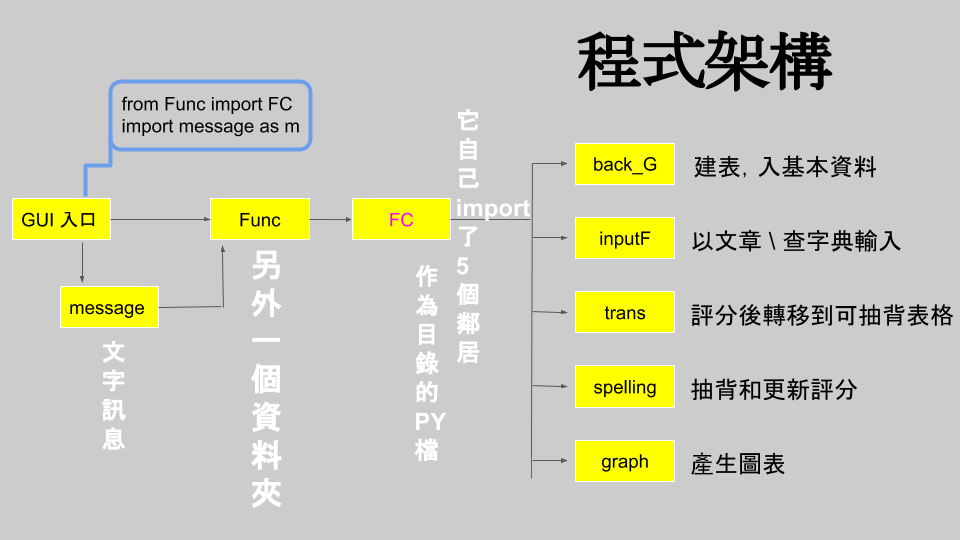 程式架構
from Func import FC
import message as m
GUI 入口
Func
FC
message
文字訊息
另外一個資料夾
作為目錄的PY檔
它自己import了5個鄰居
back_G
建表，入基本資料
inputF
以文章 \ 查字典輸入
trans
評分後轉移到可抽背表格
spelling
抽背和更新評分
graph
產生圖表